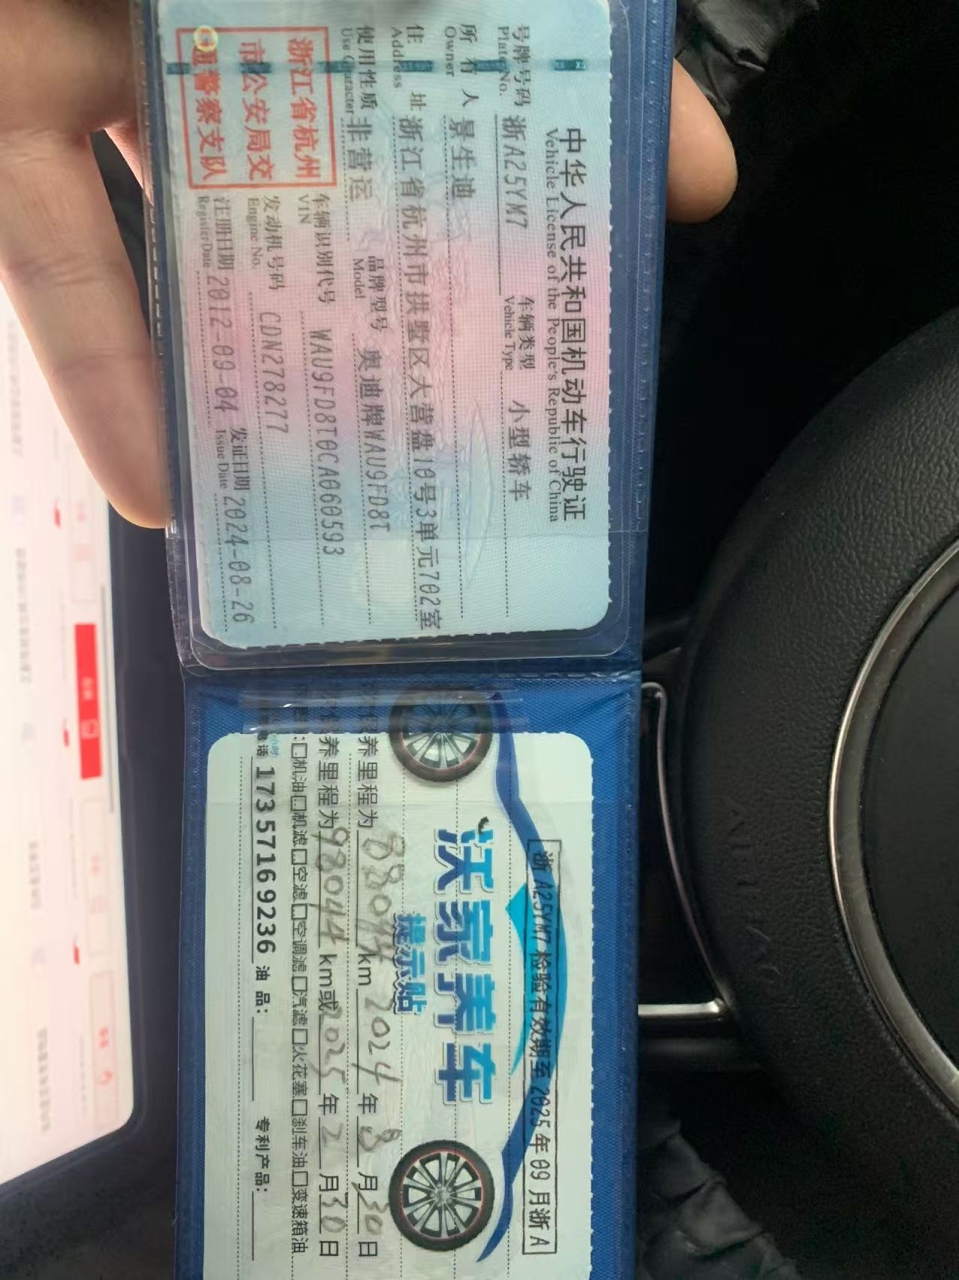 中华人民共和国机动车行驶证
Vehicle License of the People's Republic of China
号牌号码 浙A25YM7 车辆类型 小型轿车
Plate No. Vehicle Type
所有人 景生迪
Owner
住址 浙江省杭州市拱墅区大营盘10号3单元702室
Address
使用性质 非营运 品牌型号 奥迪牌WAU9FD8T
Use Character Model
浙江省杭州
市公安局交
通警察支队
车辆识别代号 WAU9FD8T0CA060593
VIN
发动机号码 CDN278277
Engine No.
注册日期 2012-09-04 发证日期 2024-08-26
Register Date Issue Date
浙A25YM7 检验有效期至 2025年09月浙A
沃家养车
提示贴
养里程为 km 2024年8月30日
养里程为 98044 km或2025年2月30日
:□机油□机滤□空滤□空调滤□汽滤□火花塞□刹车油□变速箱油
电话 17357169236 油品: 专利产品: